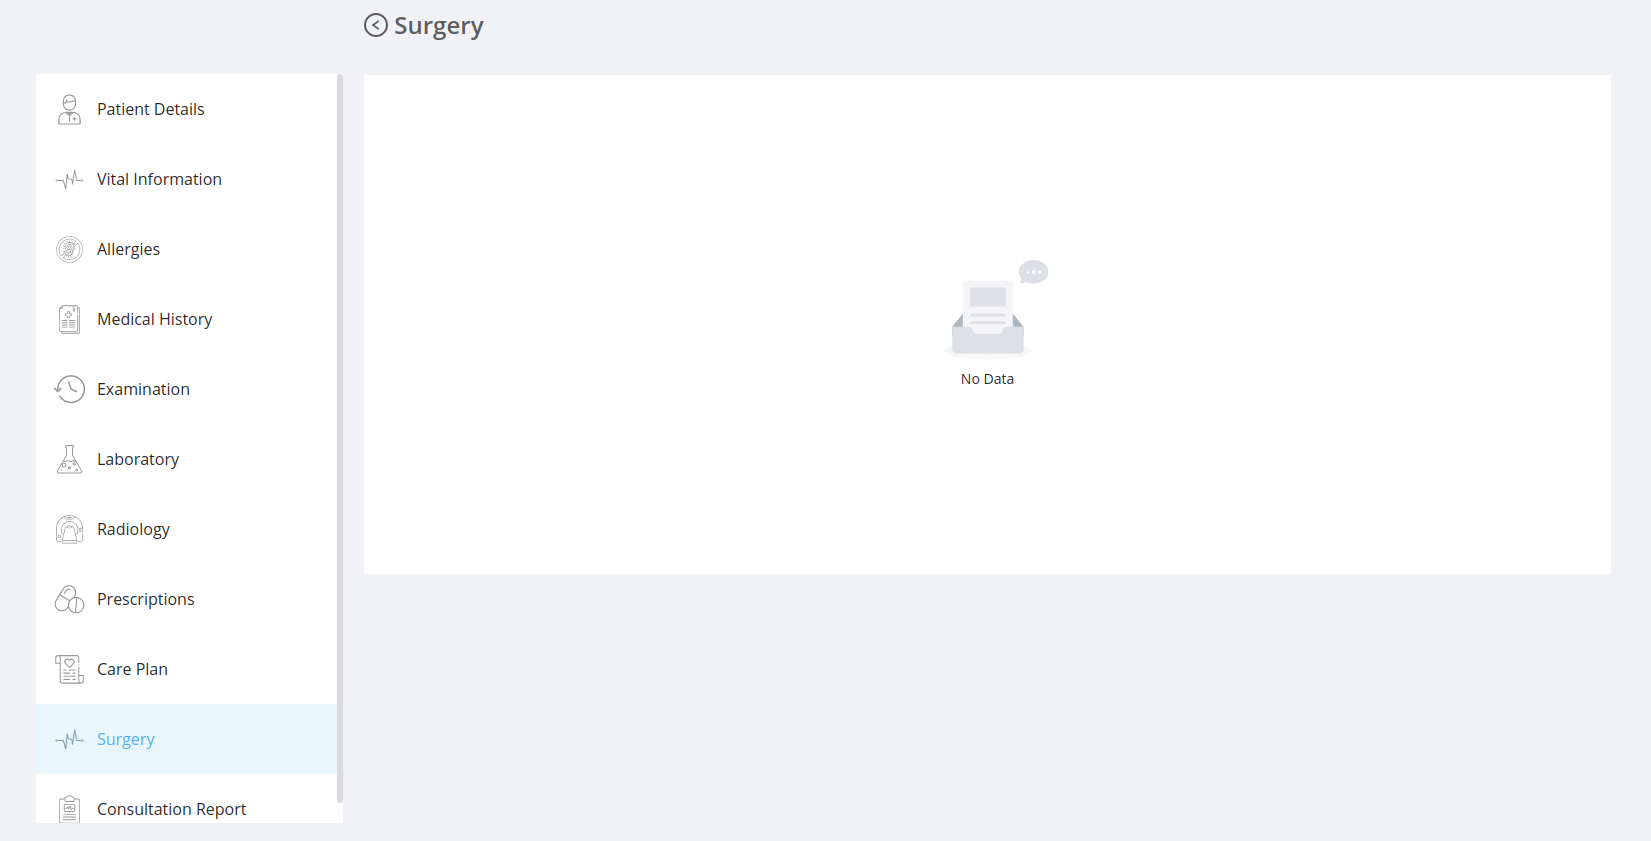 Surgery
Patient Details
Vital Information
Allergies
Medical History
Examination
Laboratory
Radiology
Prescriptions
Care Plan
Surgery
Consultation Report
No Data